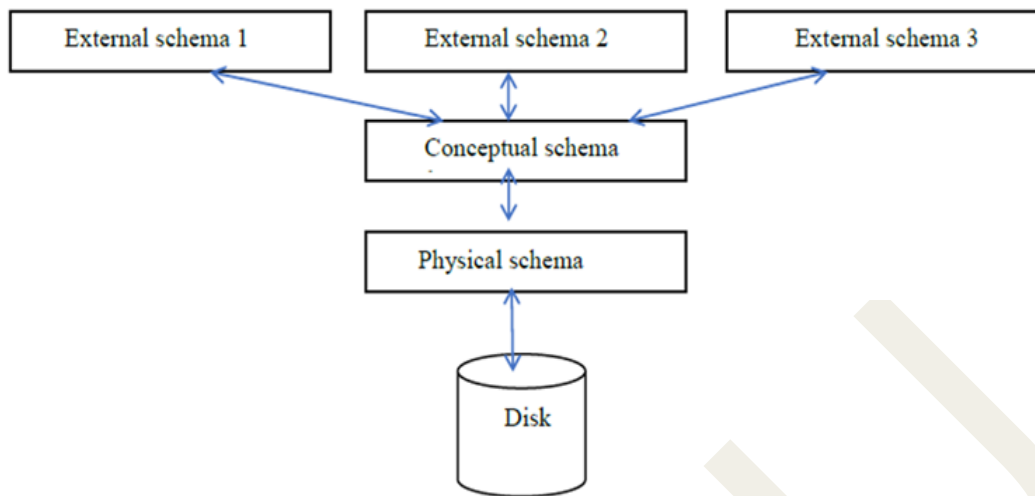 External schema 1
External schema 2
External schema 3
Conceptual schema
Physical schema
Disk